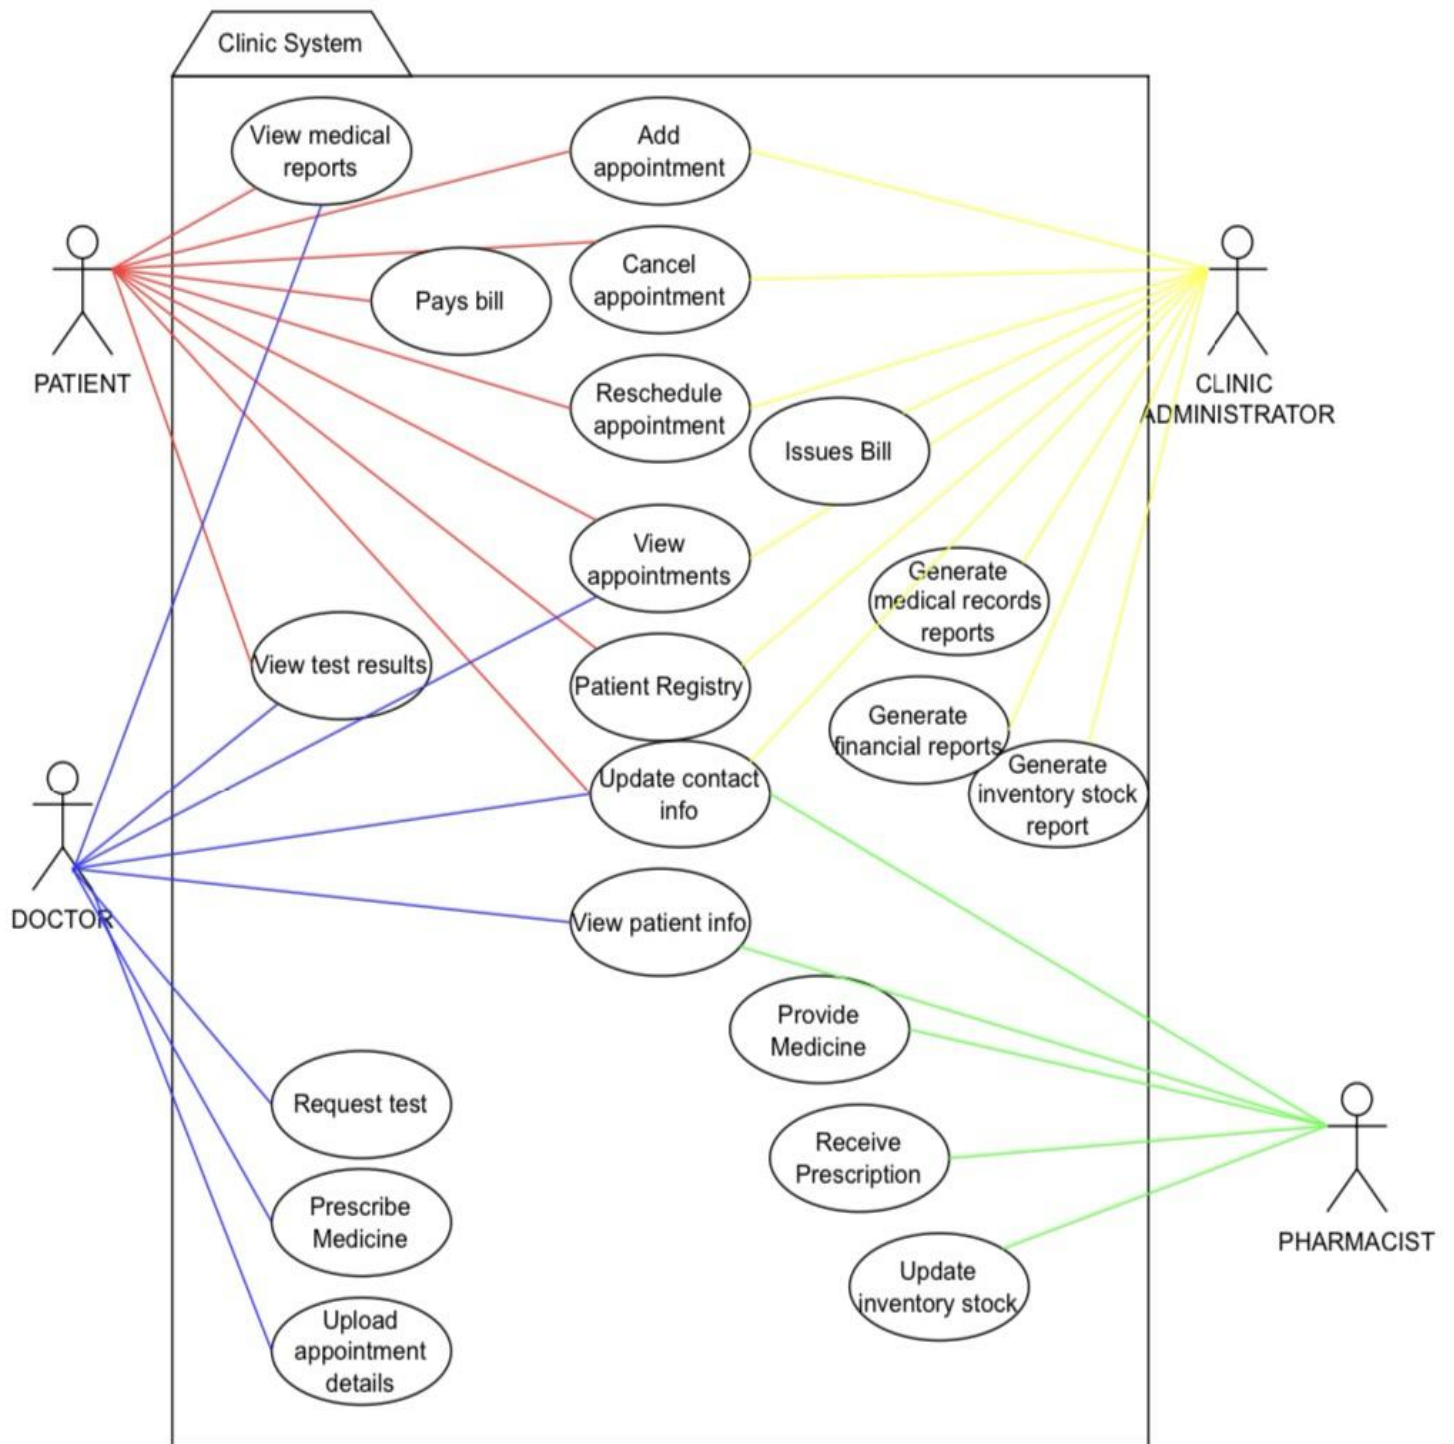 Clinic System
View medical
reports
Add
appointment
Cancel
appointment
Pays bill
PATIENT
CLINIC
ADMINISTRATOR
Reschedule
appointment
Issues Bill
View
appointments
Generate
medical records
reports
View test results
Patient Registry
Generate
financial reports
Update contact
info
Generate
inventory stock
report
DOCTOR
View patient info
Provide
Medicine
Request test
Receive
Prescription
PHARMACIST
Prescribe
Medicine
Update
inventory stock
Upload
appointment
details